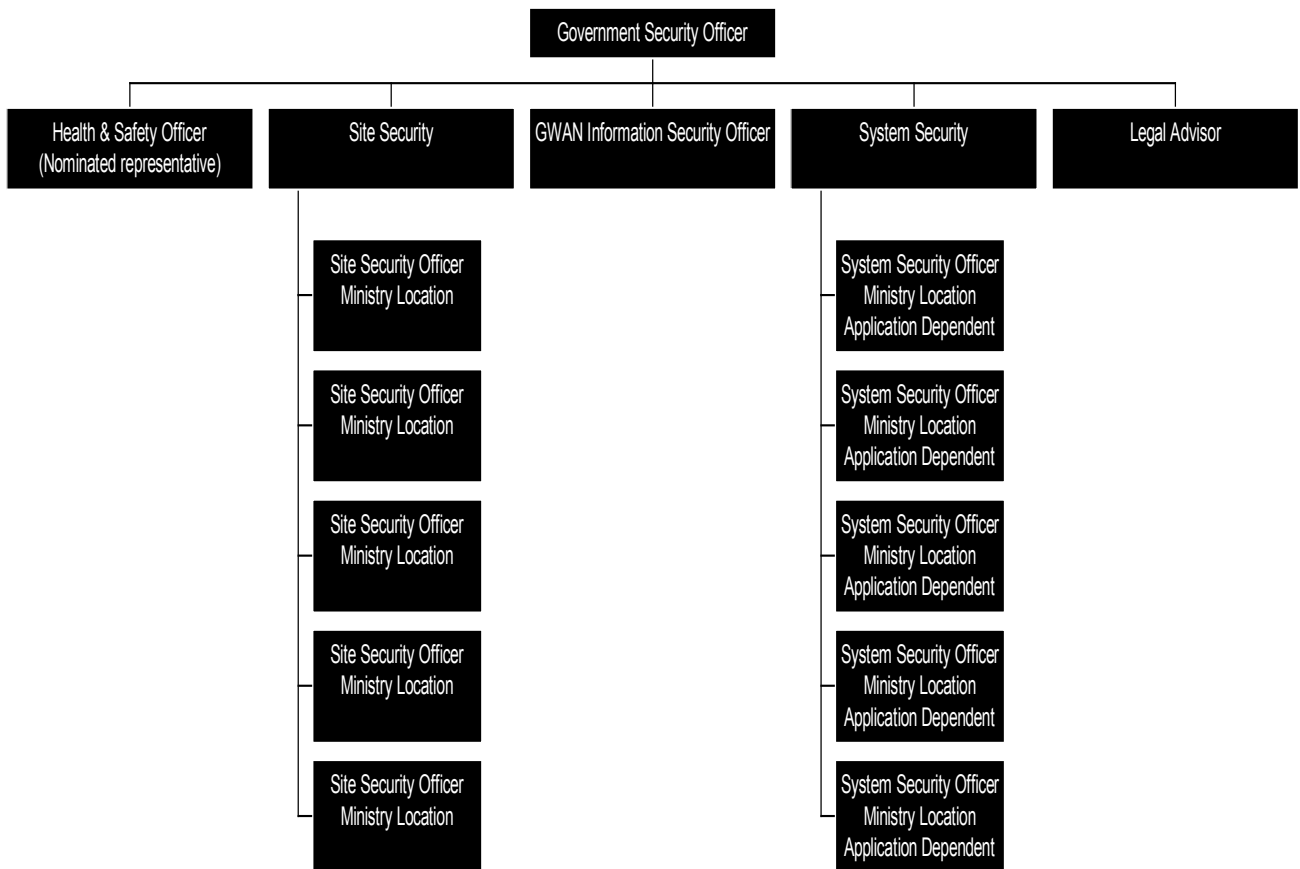 Government Security Officer
Health & Safety Officer
(Nominated representative)
Site Security
GWAN Information Security Officer
System Security
Legal Advisor
Site Security Officer
Ministry Location
Site Security Officer
Ministry Location
Site Security Officer
Ministry Location
Site Security Officer
Ministry Location
Site Security Officer
Ministry Location
System Security Officer
Ministry Location
Application Dependent
System Security Officer
Ministry Location
Application Dependent
System Security Officer
Ministry Location
Application Dependent
System Security Officer
Ministry Location
Application Dependent
System Security Officer
Ministry Location
Application Dependent